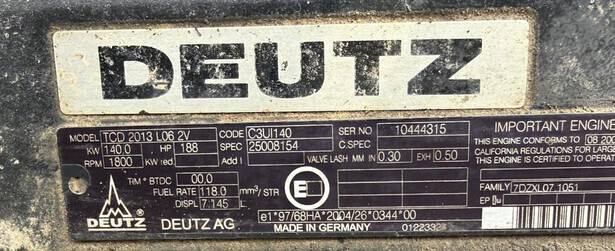 DEUTZ
MODEL TCD 2013 L06 2V CODE C3UI140 SER NO 10444315 IMPORTANT ENGINE
KW 140.0 HP 188 SPEC 25008154 C.SPEC
RPM 1800 KW red. Add I VALVE LASH MM IN 0.30 EXH 0.50
THIS ENGINE CONFORMS TO 08 200
CALIFORNIA REGULATIONS FOR LARGE
THIS ENGINE IS CERTIFIED TO OPERATE
TIM ° BTDC 00.0
FUEL RATE 118.0 mm³/ STR
DISPL 7.145 L
FAMILY 7DZXL07.1051
EP
DEUTZ DEUTZ AG
e1*97/68HA*2004/26*0344*00
MADE IN GERMANY